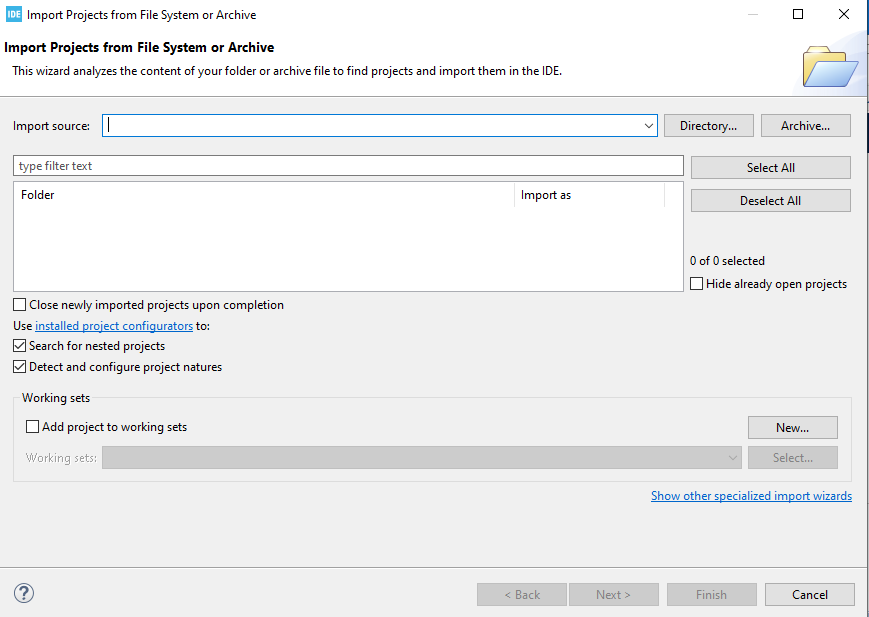 IDE Import Projects from File System or Archive
Import Projects from File System or Archive
This wizard analyzes the content of your folder or archive file to find projects and import them in the IDE.
Import source: Directory... Archive...
type filter text Select All
Folder Import as
Deselect All
0 of 0 selected
Hide already open projects
Close newly imported projects upon completion
Use installed project configurators to:
Search for nested projects
Detect and configure project natures
Working sets
Add project to working sets New...
Working sets: Select...
Show other specialized import wizards
? < Back Next > Finish Cancel